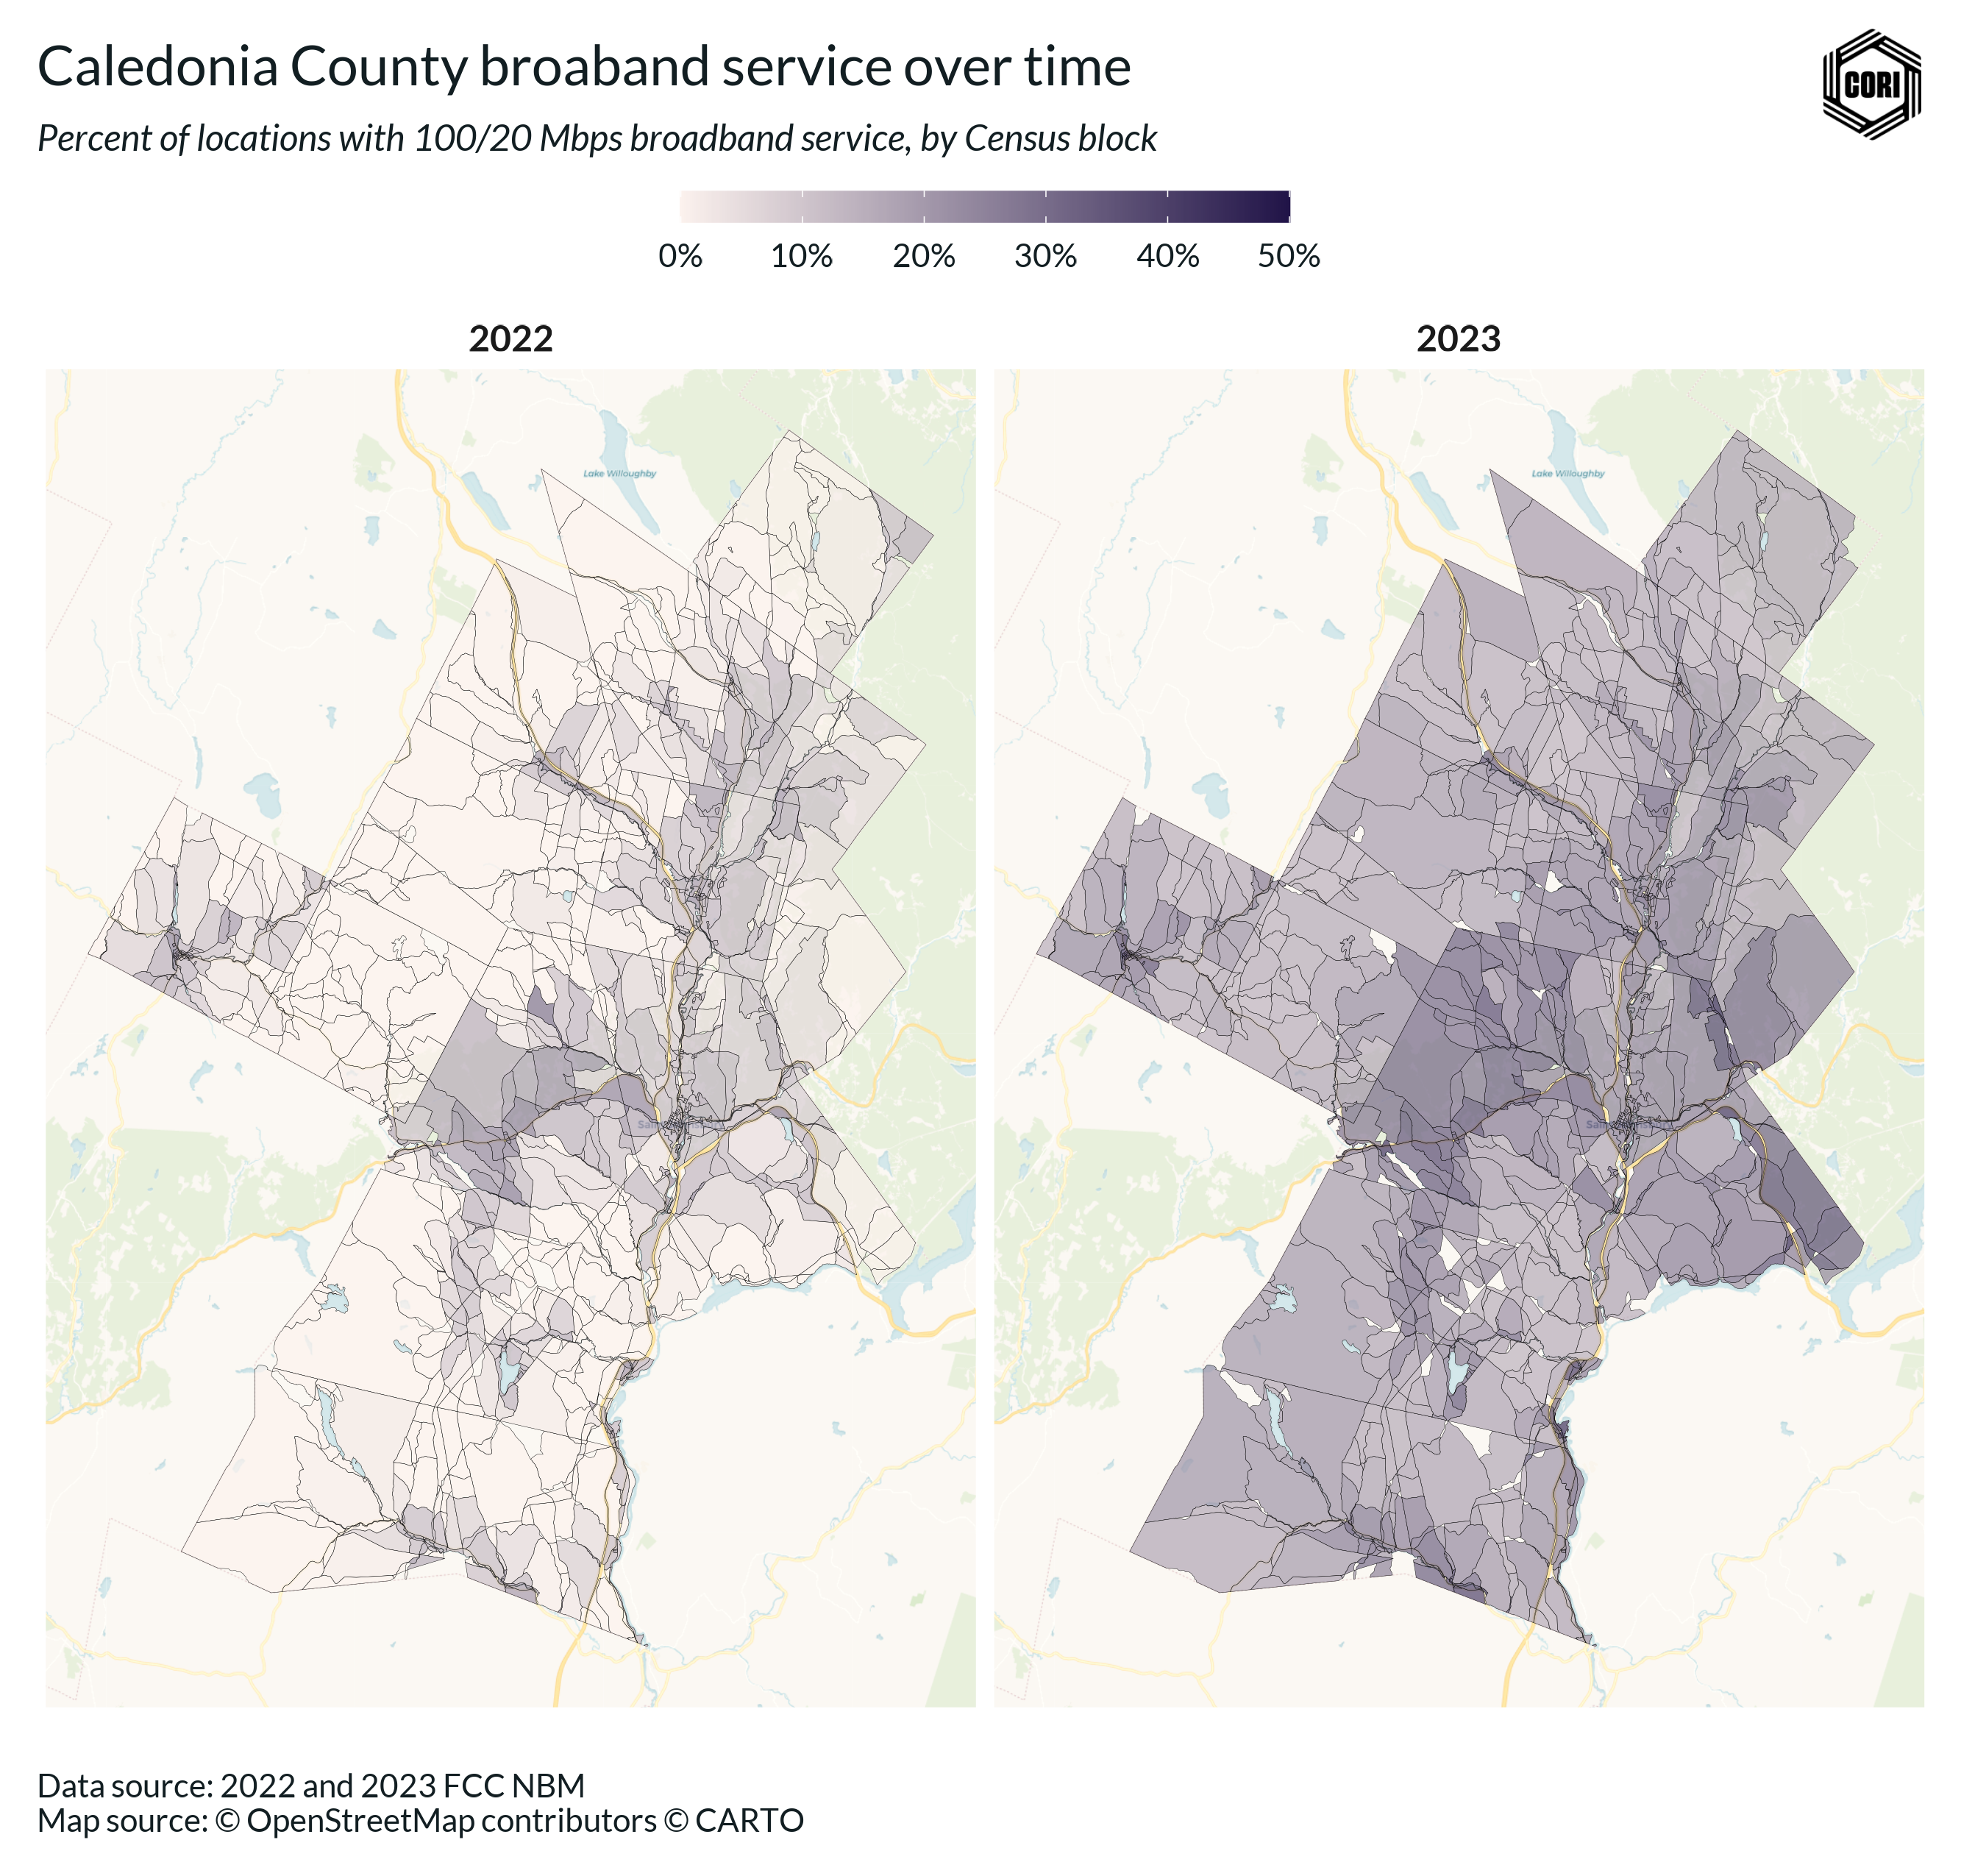 Caledonia County broaband service over time
CORI
Percent of locations with 100/20 Mbps broadband service, by Census block
0% 10% 20% 30% 40% 50%
2022 2023
Lake Willoughby Lake Willoughby
Data source: 2022 and 2023 FCC NBM
Map source: © OpenStreetMap contributors © CARTO